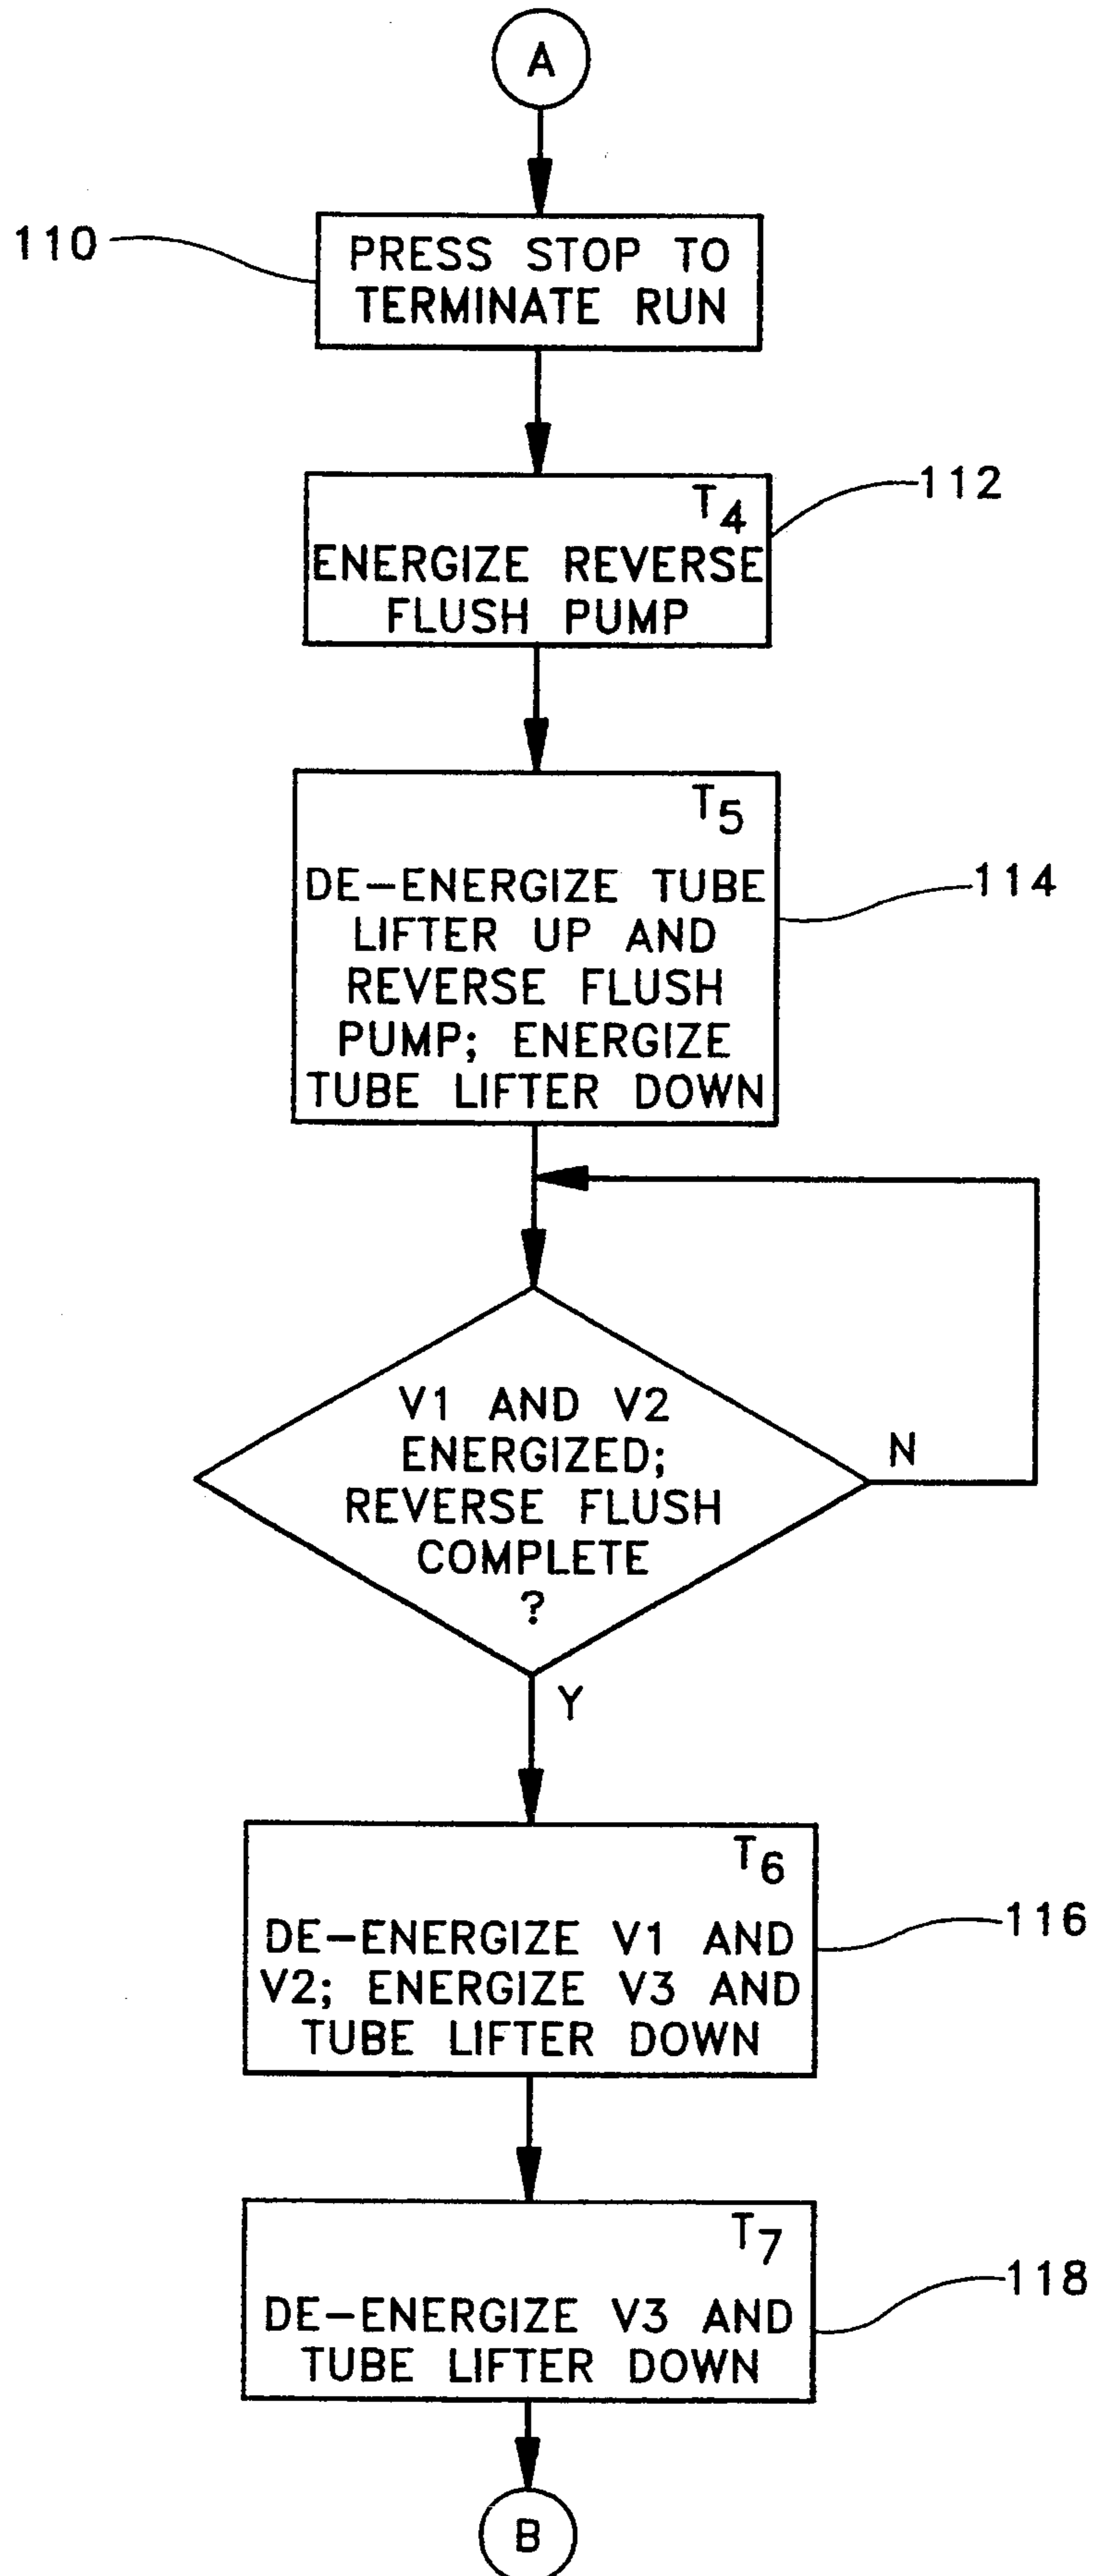 A
110
PRESS STOP TO
TERMINATE RUN
112
T4
ENERGIZE REVERSE
FLUSH PUMP
T5
114
DE-ENERGIZE TUBE
LIFTER UP AND
REVERSE FLUSH
PUMP; ENERGIZE
TUBE LIFTER DOWN
V1 AND V2
ENERGIZED;
REVERSE FLUSH
COMPLETE
?
N
Y
T6
116
DE-ENERGIZE V1 AND
V2; ENERGIZE V3 AND
TUBE LIFTER DOWN
T7
118
DE-ENERGIZE V3 AND
TUBE LIFTER DOWN
B